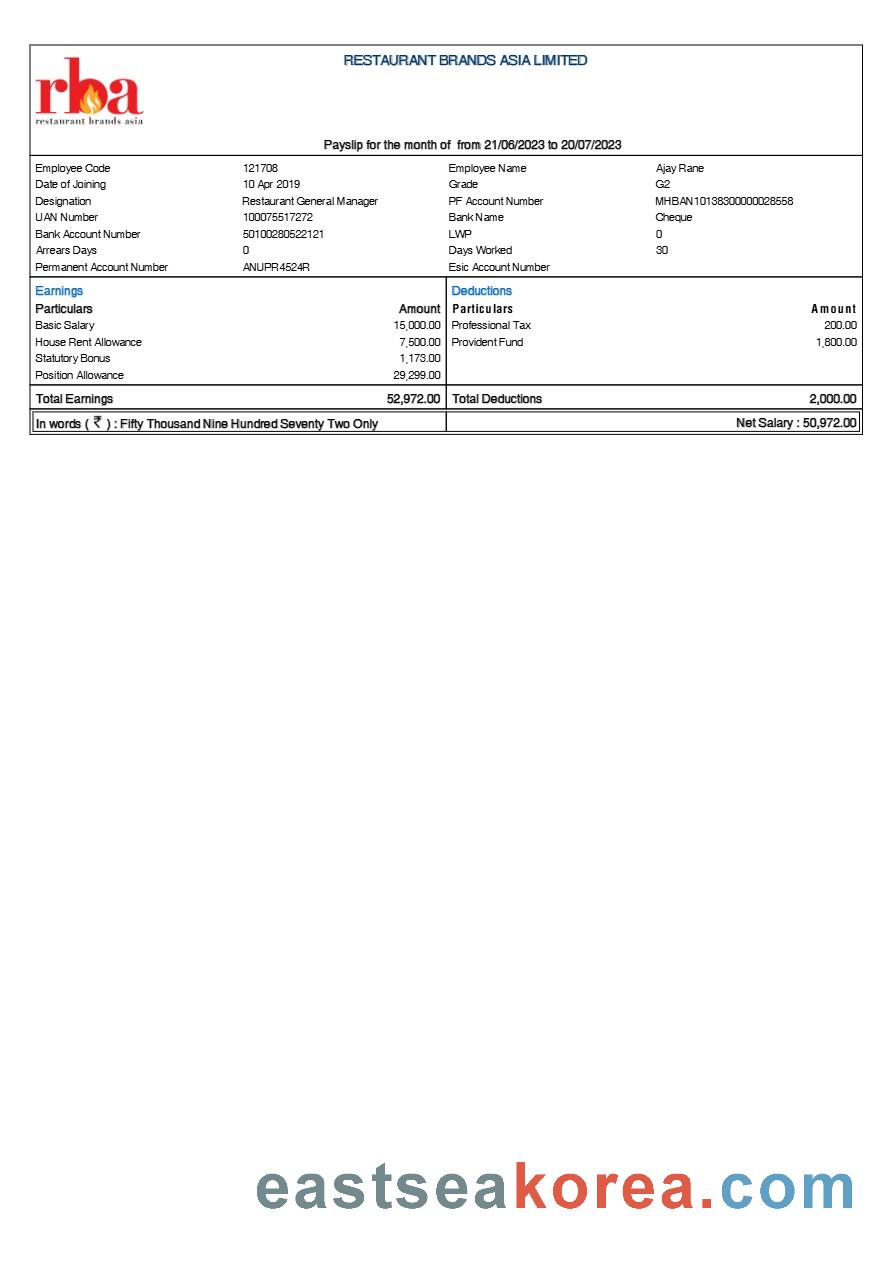 RESTAURANT BRANDS ASIA LIMITED
rba
restaurant brands asia
Payslip for the month of from 21/06/2023 to 20/07/2023
Employee Code 121708 Employee Name Ajay Rane
Date of Joining 10 Apr 2019 Grade G2
Designation Restaurant General Manager PF Account Number MHBAN10138300000028558
UAN Number 100075517272 Bank Name Cheque
Bank Account Number 50100280522121 LWP 0
Arrears Days 0 Days Worked 30
Permanent Account Number ANUPR4524R Esic Account Number
Earnings Deductions
Particulars Amount Particulars Amount
Basic Salary 15,000.00 Professional Tax 200.00
House Rent Allowance 7,500.00 Provident Fund 1,800.00
Statutory Bonus 1,173.00
Position Allowance 29,299.00
Total Earnings 52,972.00 Total Deductions 2,000.00
In words ( ₹ ) : Fifty Thousand Nine Hundred Seventy Two Only Net Salary : 50,972.00
eastseakorea.com